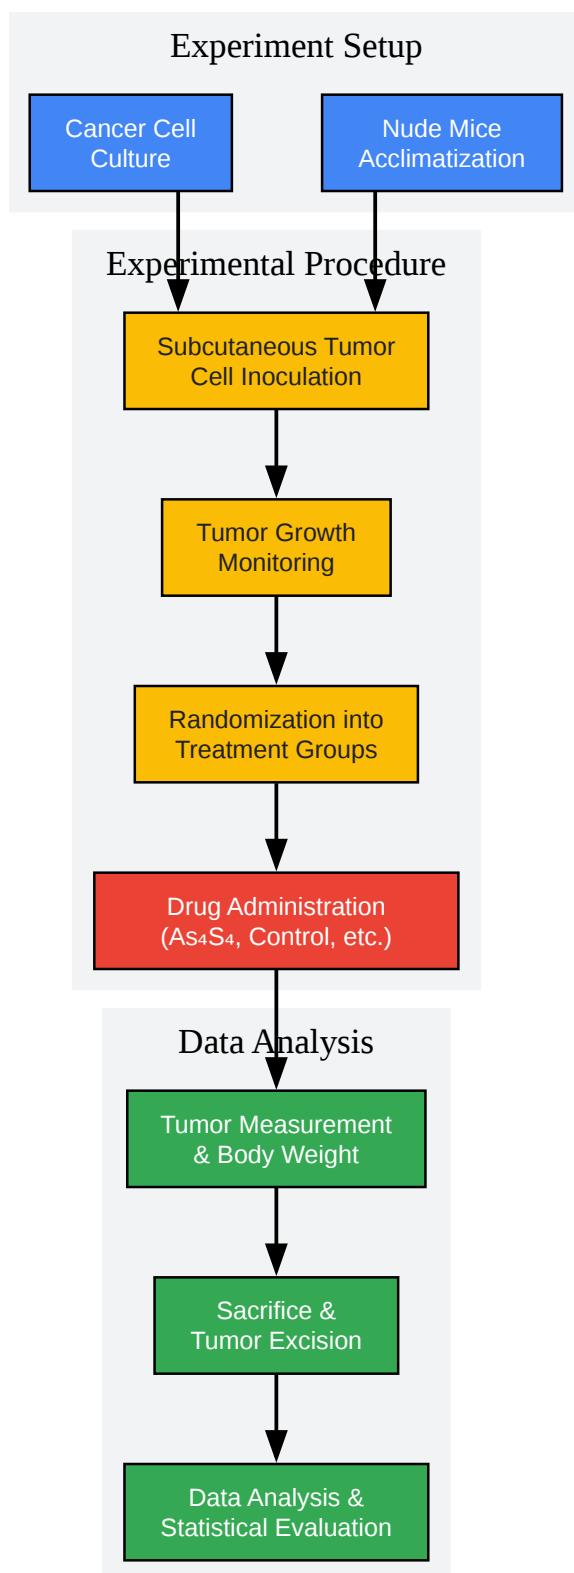 Experiment Setup
Cancer Cell
Culture
Nude Mice
Acclimatization
Experimental Procedure
Subcutaneous Tumor
Cell Inoculation
Tumor Growth
Monitoring
Randomization into
Treatment Groups
Drug Administration
(As₄S₄, Control, etc.)
Data Analysis
Tumor Measurement
& Body Weight
Sacrifice &
Tumor Excision
Data Analysis &
Statistical Evaluation